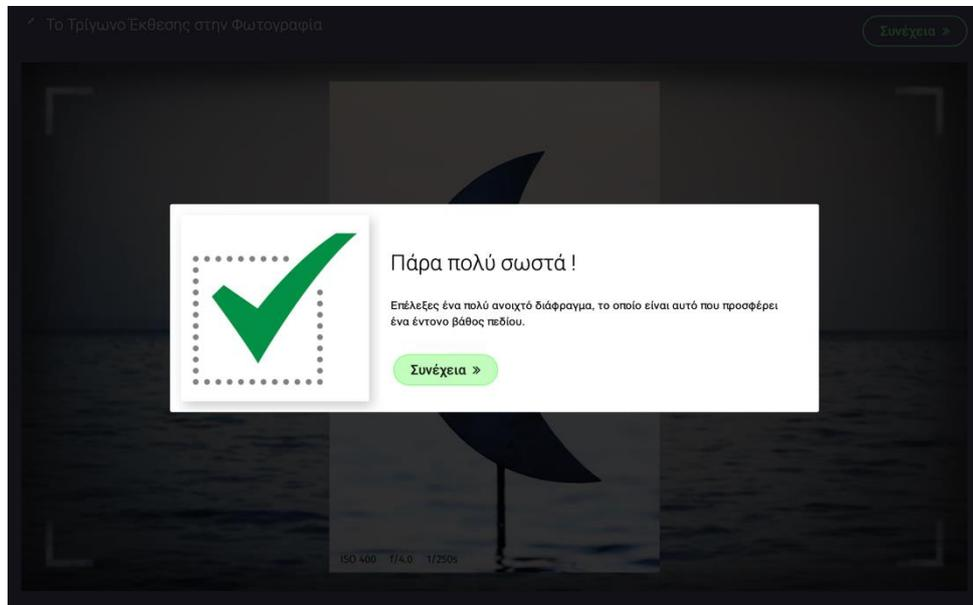 Το Τρίγωνο Έκθεσης στην Φωτογραφία
Συνέχεια »
Πάρα πολύ σωστά !
Επέλεξες ένα πολύ ανοιχτό διάφραγμα, το οποίο είναι αυτό που προσφέρει
ένα έντονο βάθος πεδίου.
Συνέχεια »
ISO 400 f/4.0 1/250s